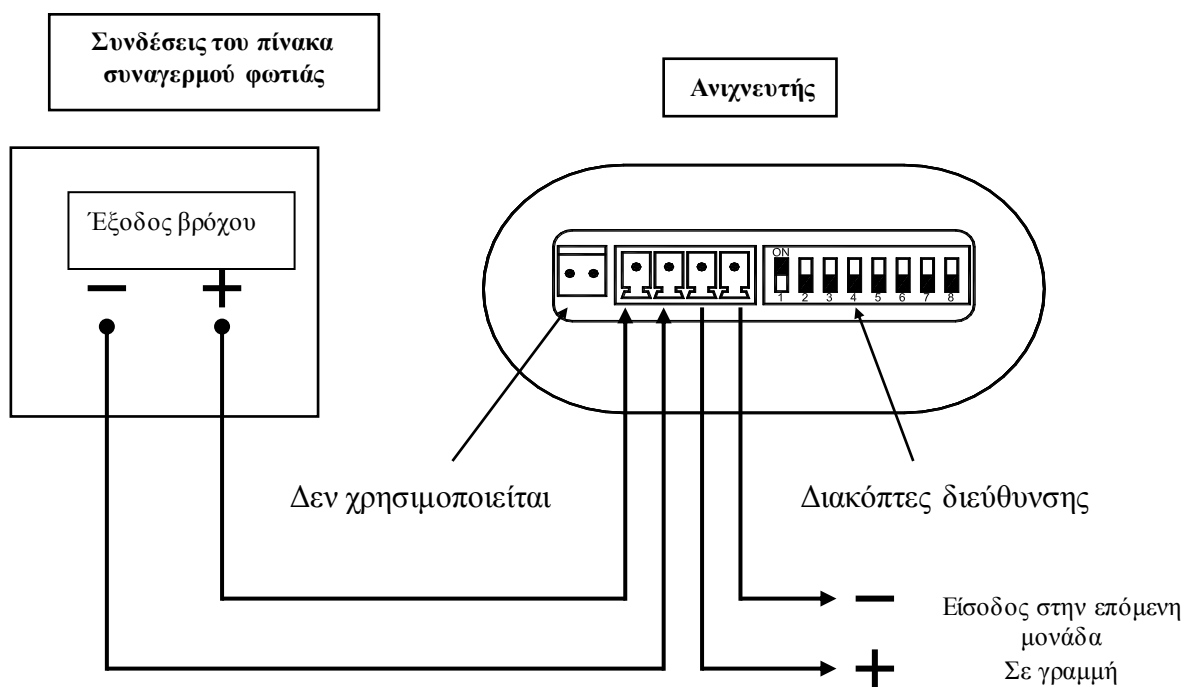 Συνδέσεις του πίνακα
συναγερμού φωτιάς
Ανιχνευτής
Έξοδος βρόχου
− +
ON
1 2 3 4 5 6 7 8
Δεν χρησιμοποιείται
Διακόπτες διεύθυνσης
−
Είσοδος στην επόμενη
μονάδα
+
Σε γραμμή